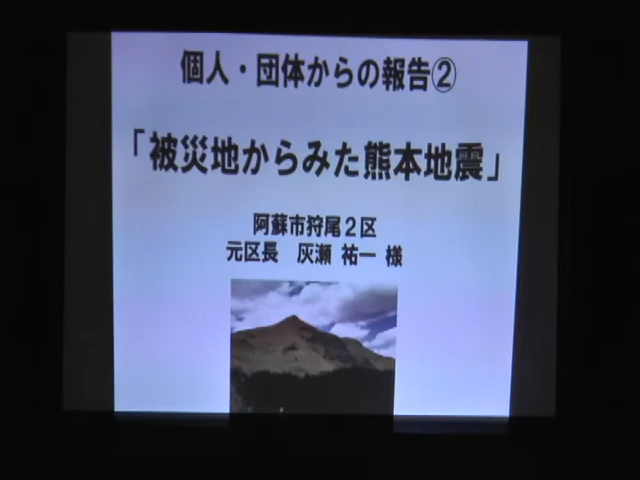 個人・団体からの報告②
「被災地からみた熊本地震」
阿蘇市狩尾２区
元区長　灰瀬 祐一 様